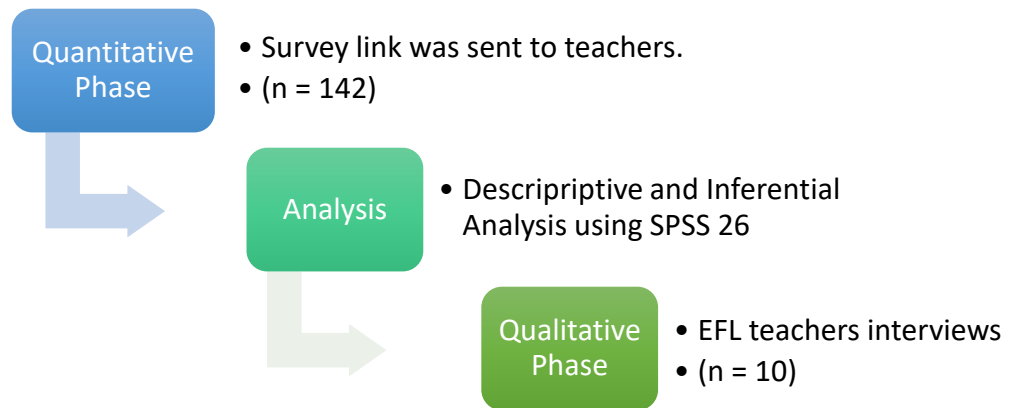 Quantitative
Phase
• Survey link was sent to teachers.
• (n = 142)
Analysis
• Descripriptive and Inferential
Analysis using SPSS 26
Qualitative
Phase
• EFL teachers interviews
• (n = 10)